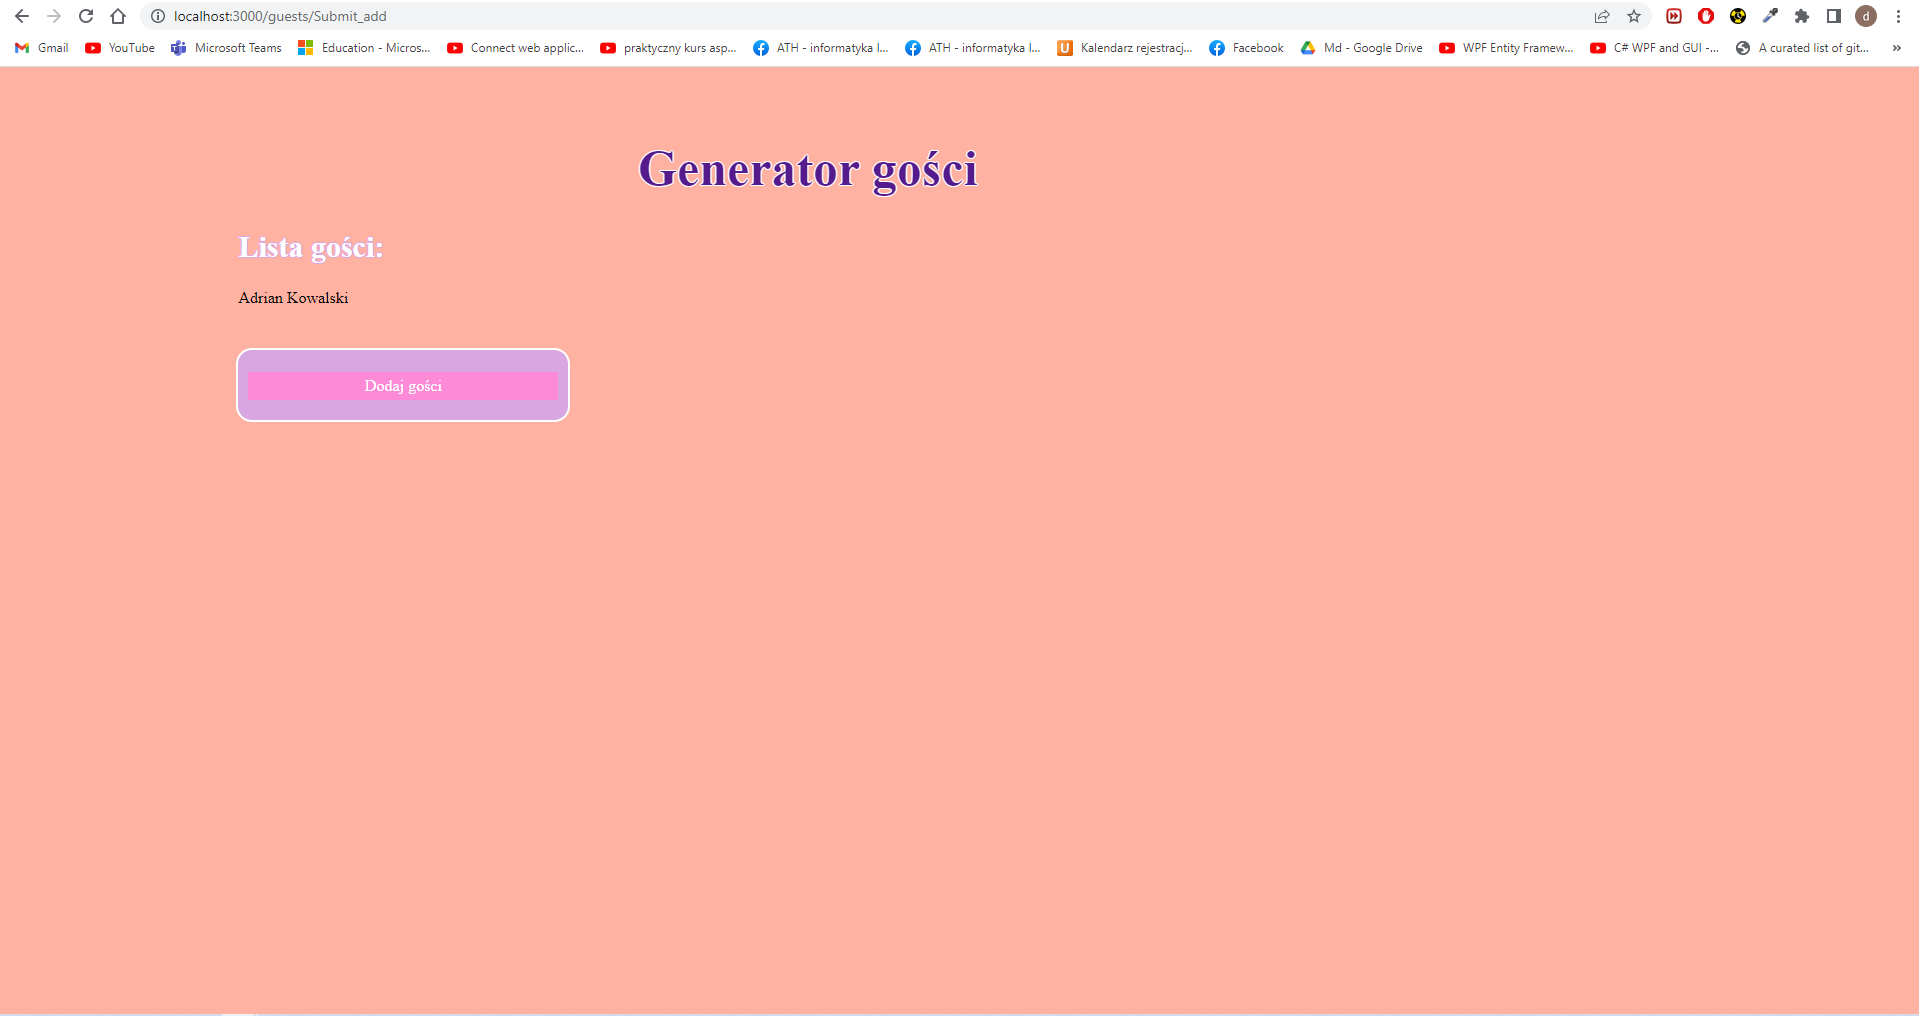 localhost:3000/guests/Submit_add
d
Gmail
YouTube
Microsoft Teams
Education - Micros...
Connect web applic...
praktyczny kurs asp...
ATH - informatyka I...
ATH - informatyka I...
U
Kalendarz rejestracj...
Facebook
Md - Google Drive
WPF Entity Framew...
C# WPF and GUI -...
A curated list of git...
»
Generator gości
Lista gości:
Adrian Kowalski
Dodaj gości